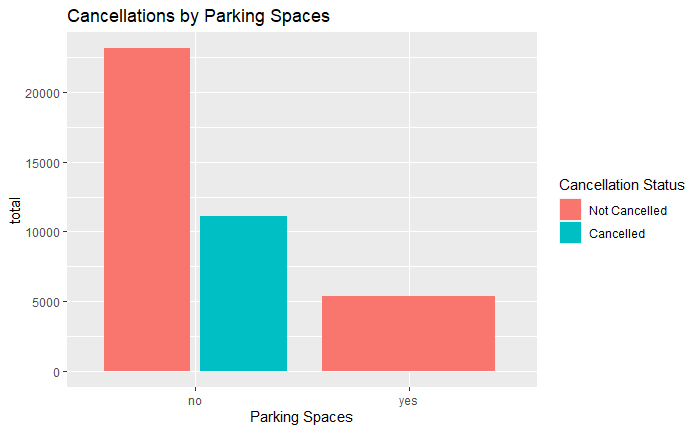 Cancellations by Parking Spaces
total
20000
15000
10000
5000
0
no
yes
Parking Spaces
Cancellation Status
Not Cancelled
Cancelled